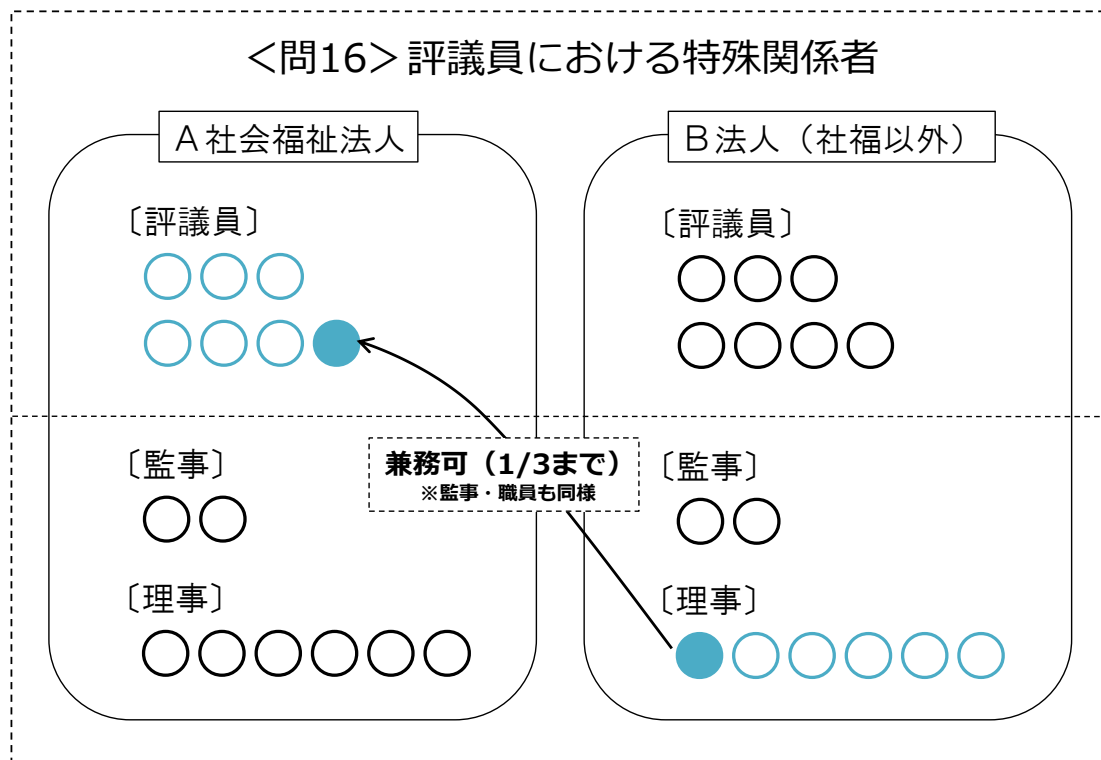 ＜問16＞評議員における特殊関係者
Ａ社会福祉法人
Ｂ法人（社福以外）
〔評議員〕
〔評議員〕
兼務可（1/3まで）
※監事・職員も同様
〔監事〕
〔監事〕
〔理事〕
〔理事〕